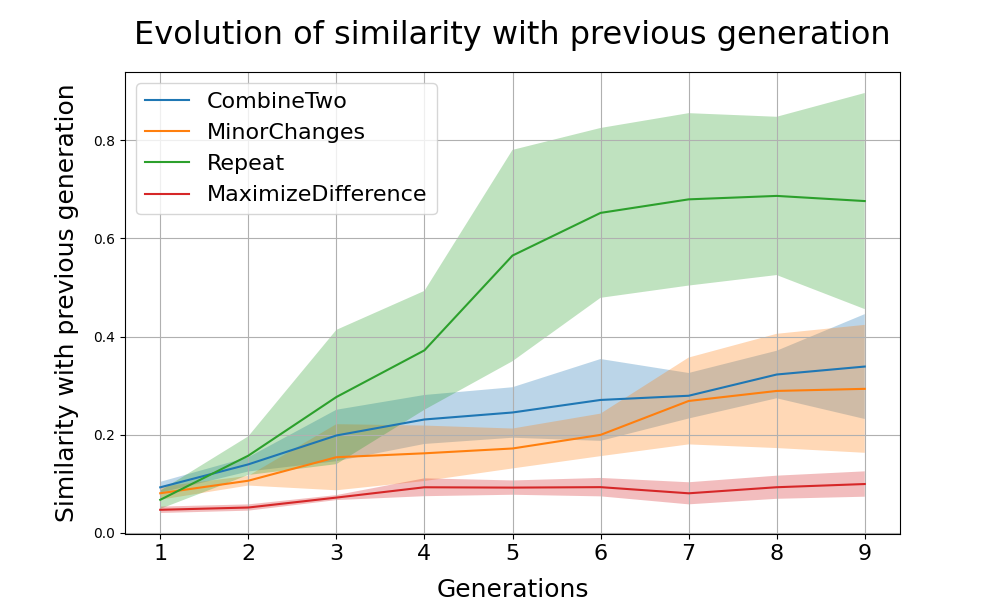 Evolution of similarity with previous generation
CombineTwo
MinorChanges
Repeat
MaximizeDifference
Similarity with previous generation
0.8
0.6
0.4
0.2
0.0
1 2 3 4 5 6 7 8 9
Generations